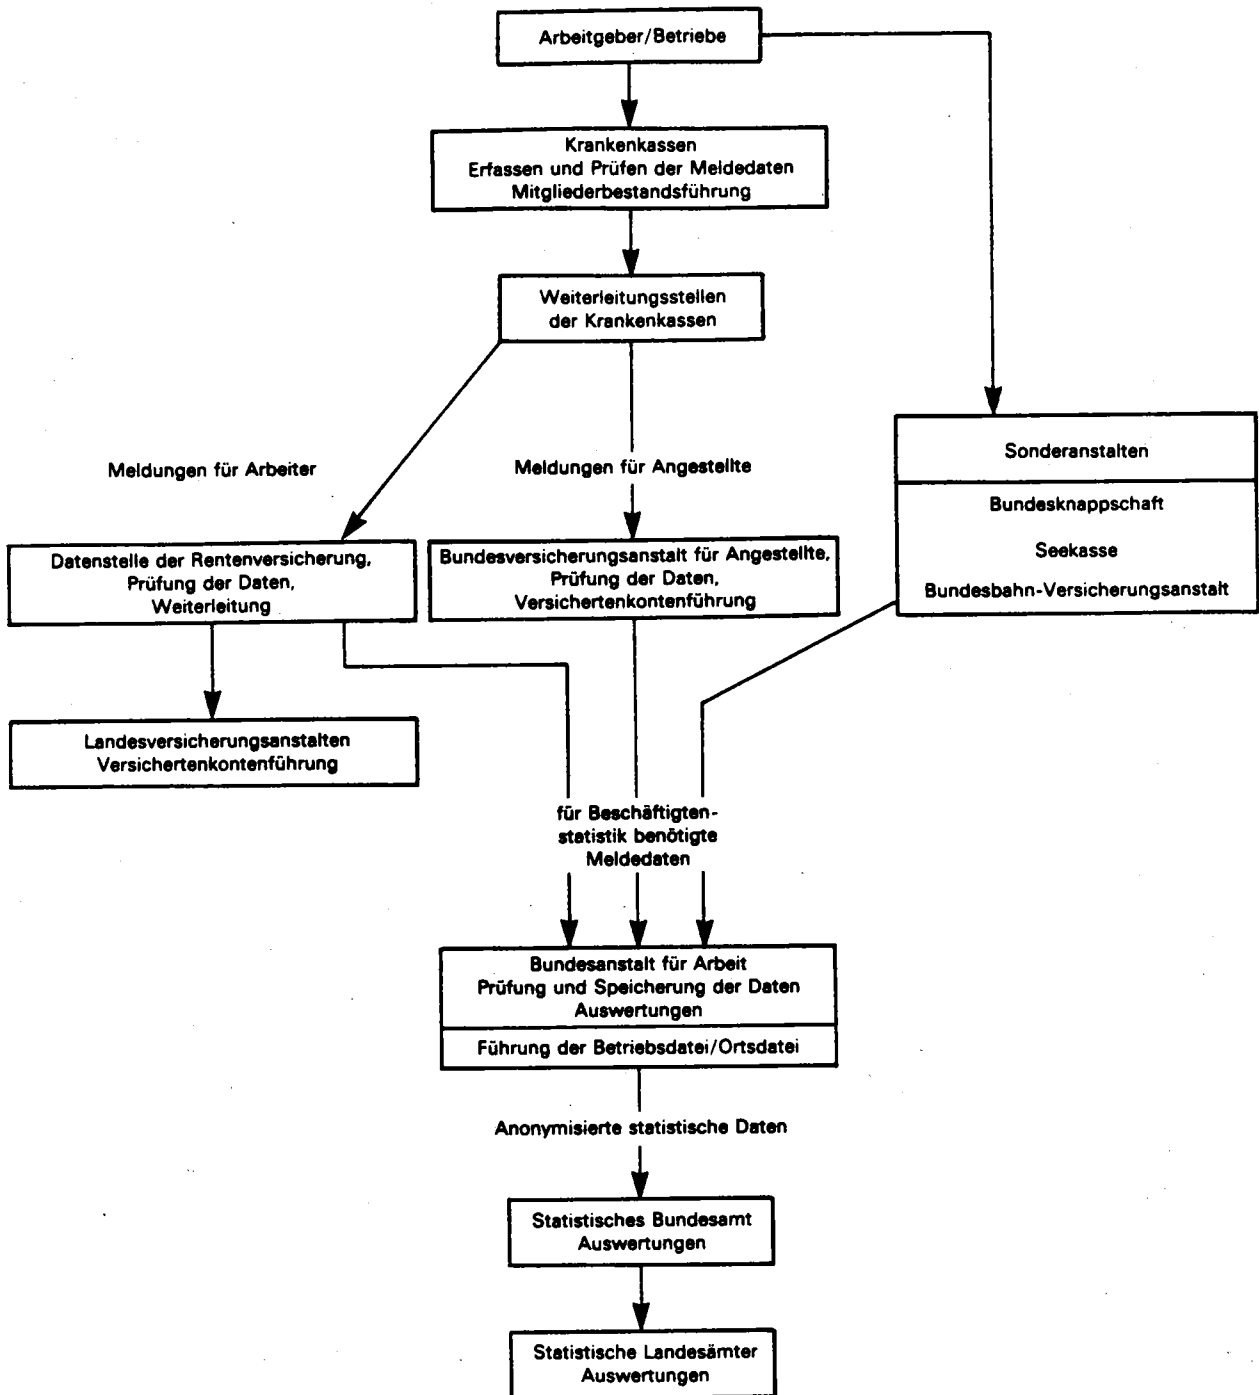 Arbeitgeber/Betriebe
Krankenkassen
Erfassen und Prüfen der Meldedaten
Mitgliederbestandsführung
Weiterleitungsstellen
der Krankenkassen
Meldungen für Arbeiter
Meldungen für Angestellte
Sonderanstalten
Bundesknappschaft
Seekasse
Bundesbahn-Versicherungsanstalt
Datenstelle der Rentenversicherung,
Prüfung der Daten,
Weiterleitung
Bundesversicherungsanstalt für Angestellte,
Prüfung der Daten,
Versichertenkontenführung
Landesversicherungsanstalten
Versichertenkontenführung
für Beschäftigten-
statistik benötigte
Meldedaten
Bundesanstalt für Arbeit
Prüfung und Speicherung der Daten
Auswertungen
Führung der Betriebsdatei/Ortsdatei
Anonymisierte statistische Daten
Statistisches Bundesamt
Auswertungen
Statistische Landesämter
Auswertungen